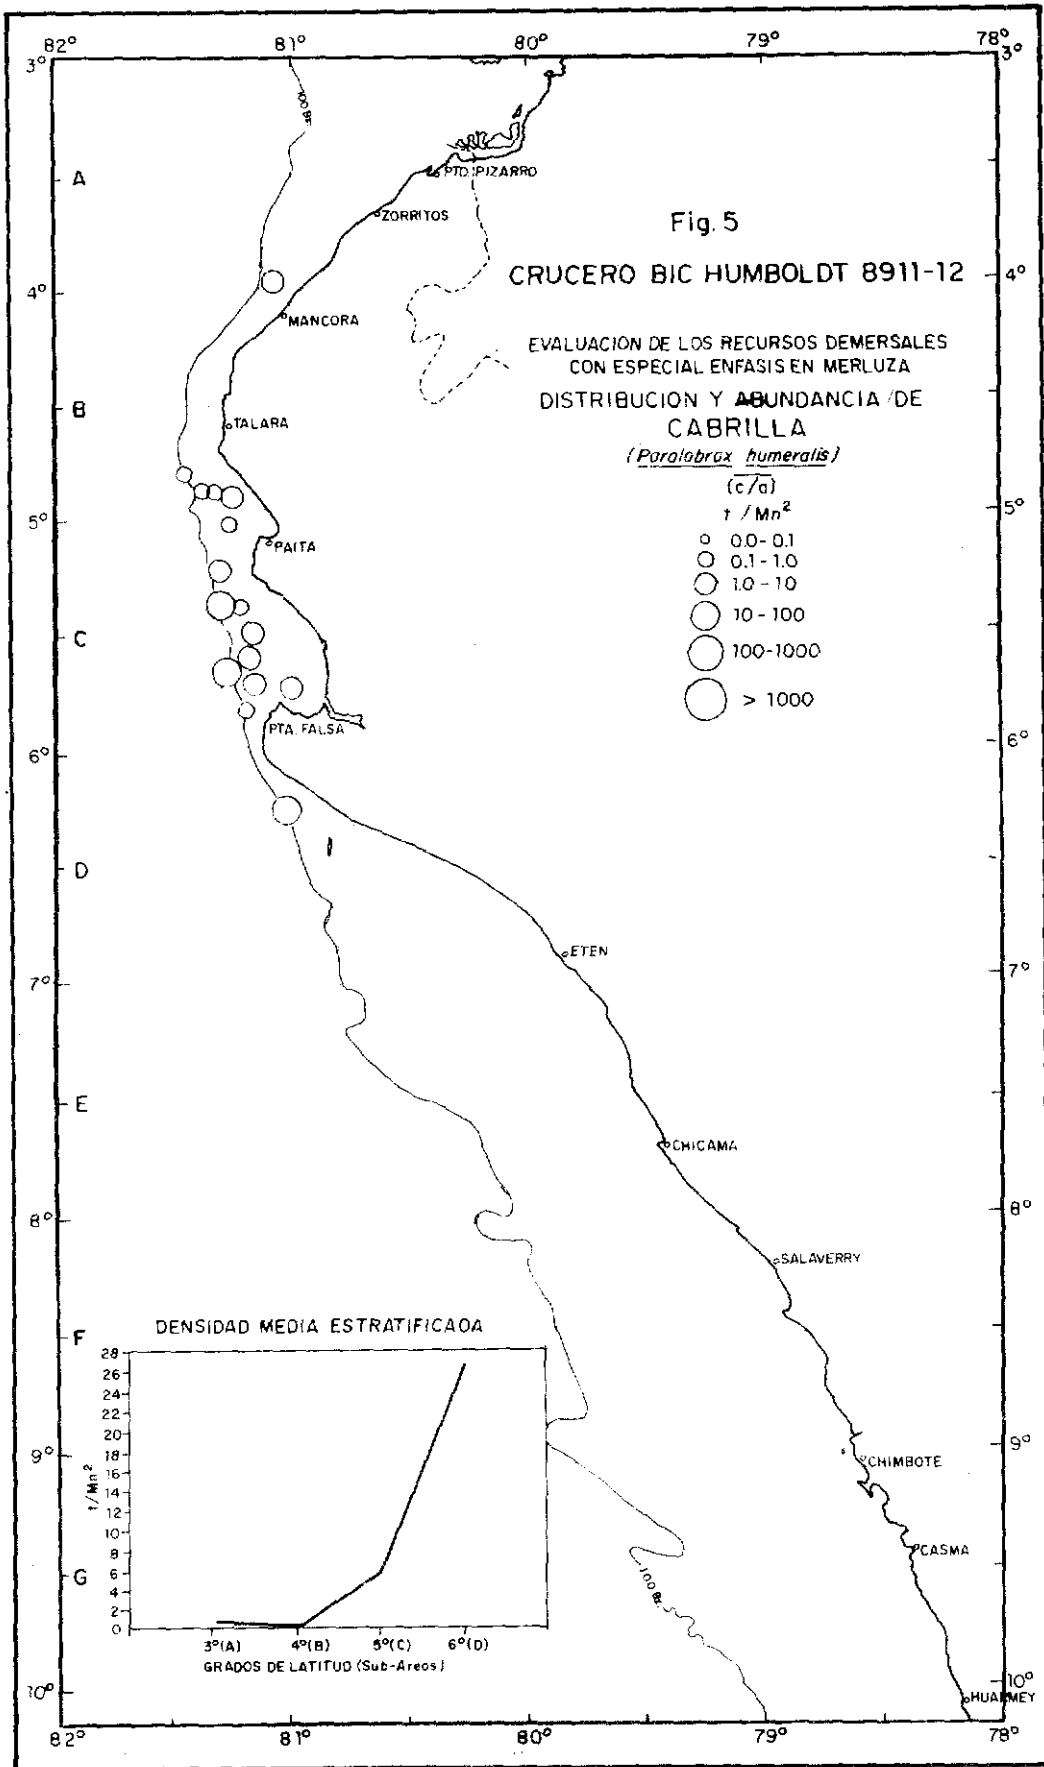 82°
81°
80°
79°
78°
3°
3°
100Bs.
A
PTO. PIZARRO
ZORRITOS
Fig. 5
CRUCERO BIC HUMBOLDT 8911-12
4°
4°
MANCORA
EVALUACION DE LOS RECURSOS DEMERSALES
CON ESPECIAL ENFASIS EN MERLUZA
DISTRIBUCION Y ABUNDANCIA DE
CABRILLA
(Paralabrax humeralis)
(c/a)
t / Mn²
0.0-0.1
0.1-1.0
1.0-10
10-100
100-1000
> 1000
B
TALARA
5°
5°
PAITA
C
PTA. FALSA
6°
6°
D
ETEN
7°
7°
E
CHICAMA
8°
8°
SALAVERRY
F
DENSIDAD MEDIA ESTRATIFICADA
28
26
24
22
20
18
16
14
12
10
8
6
4
2
0
t/Mn²
3°(A) 4°(B) 5°(C) 6°(D)
GRADOS DE LATITUD (Sub-Areas)
9°
9°
CHIMBOTE
CASMA
G
100Bs.
10°
10°
HUARMEY
82°
81°
80°
79°
78°